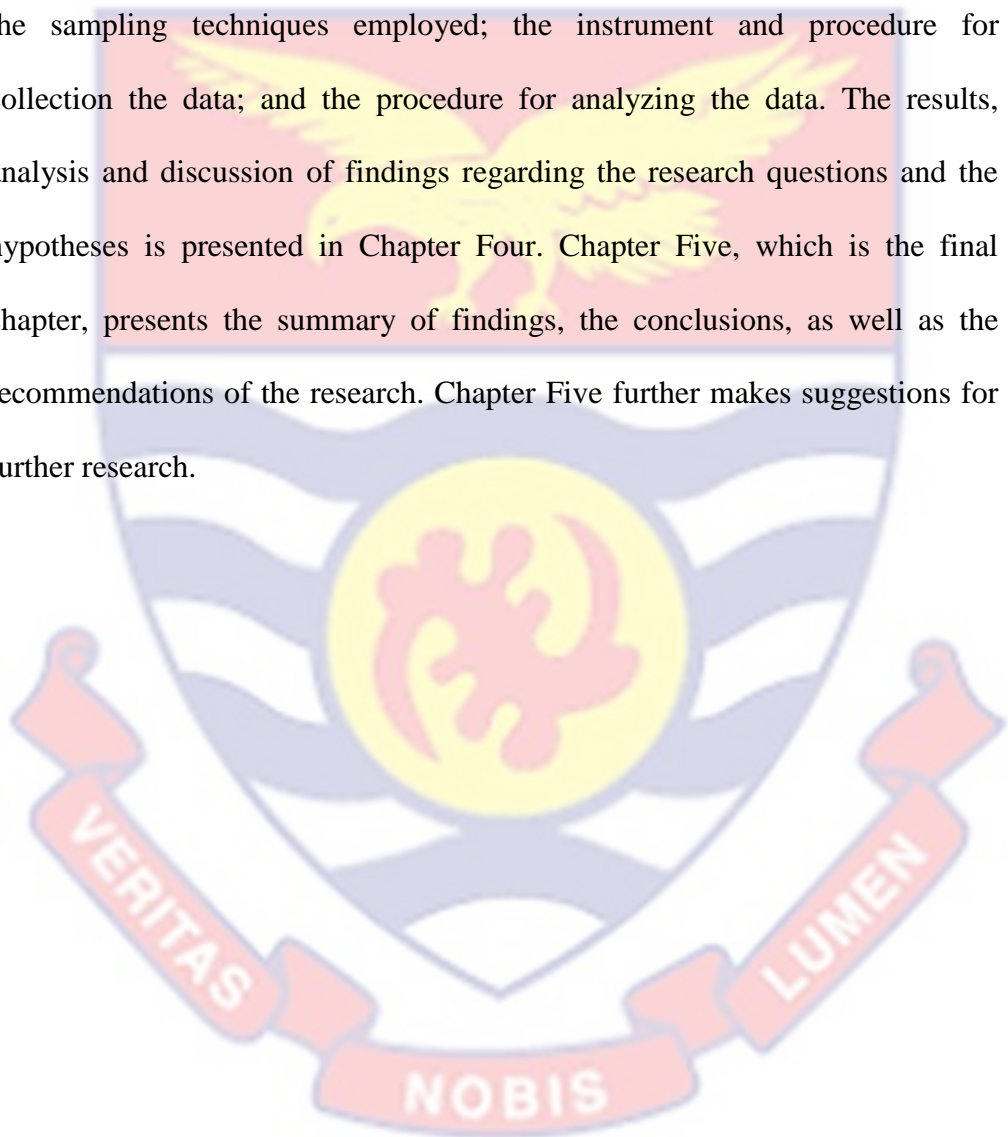 the sampling techniques employed; the instrument and procedure for
collection the data; and the procedure for analyzing the data. The results,
analysis and discussion of findings regarding the research questions and the
hypotheses is presented in Chapter Four. Chapter Five, which is the final
chapter, presents the summary of findings, the conclusions, as well as the
recommendations of the research. Chapter Five further makes suggestions for
further research.
VERITAS
NOBIS
LUMEN